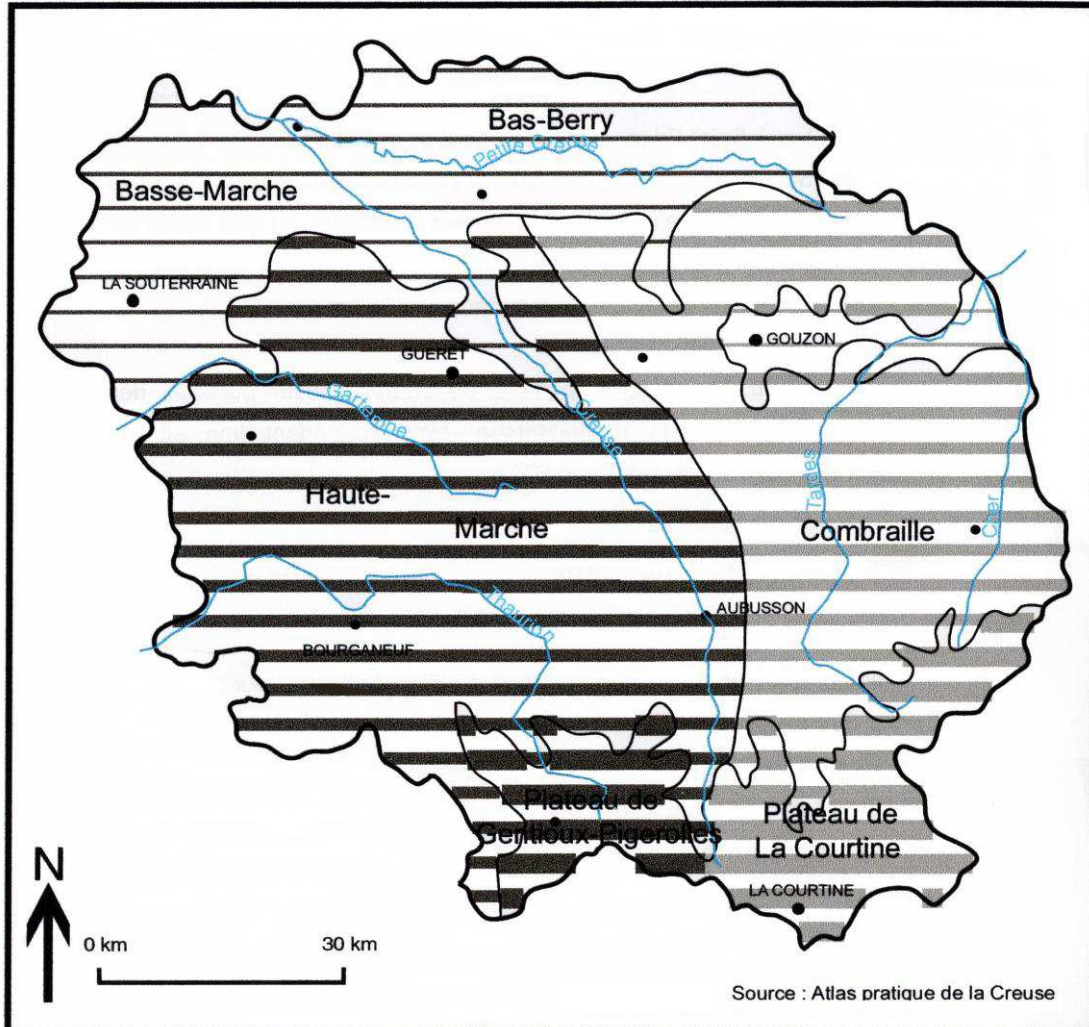 Bas-Berry
Petite Creuse
Basse-Marche
LA SOUTERRAINE
GUERET
GOUZON
Gartempe
Creuse
Tardes
Cher
Haute-
Marche
Combraille
Thaurion
AUBUSSON
BOURGANEUF
Plateau de
Gentioux-Pigerolles
Plateau de
La Courtine
LA COURTINE
N
0 km
30 km
Source : Atlas pratique de la Creuse